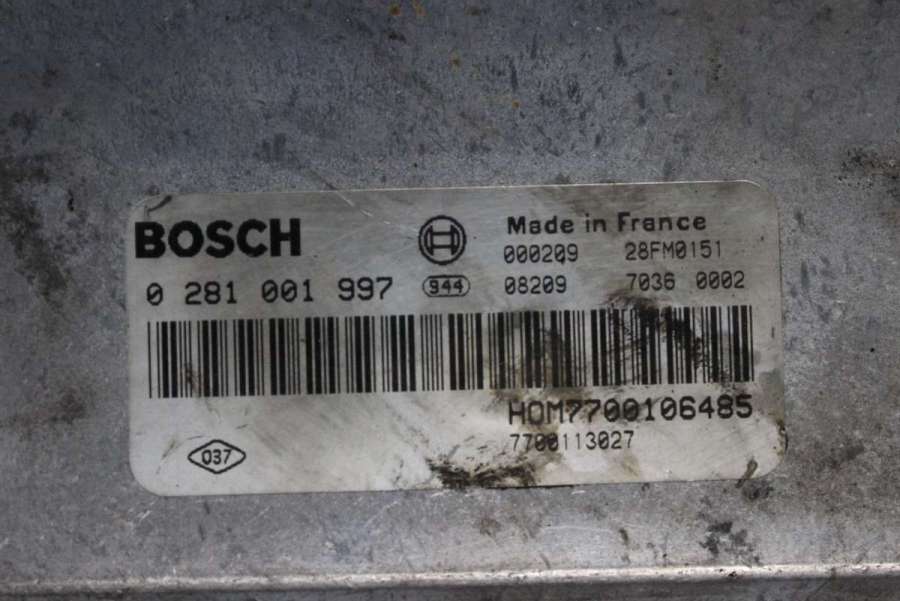 BOSCH Made in France
000209 28FM0151
0 281 001 997 944 08209 7036 0002
HOM7700106485
7700113027
037